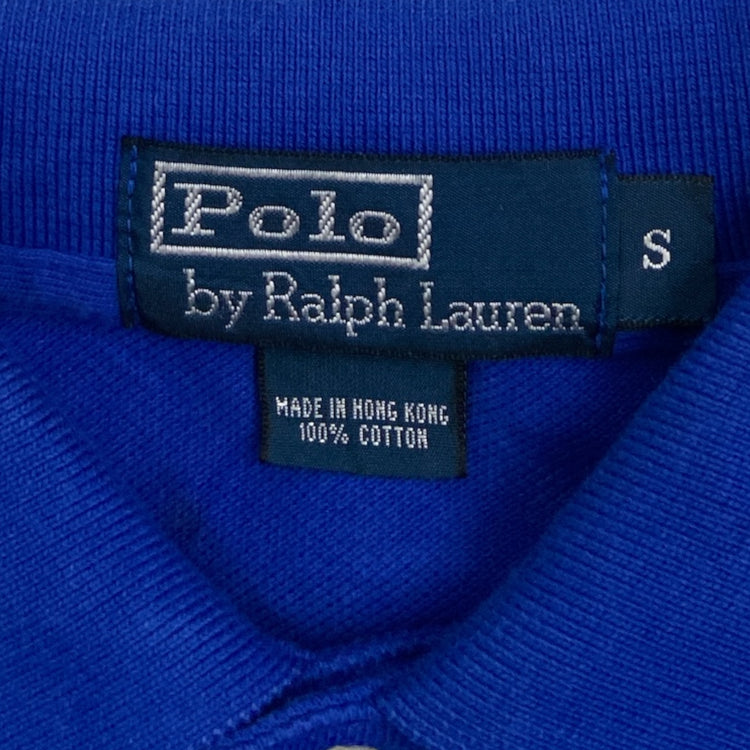 Polo
by Ralph Lauren
S
MADE IN HONG KONG
100% COTTON